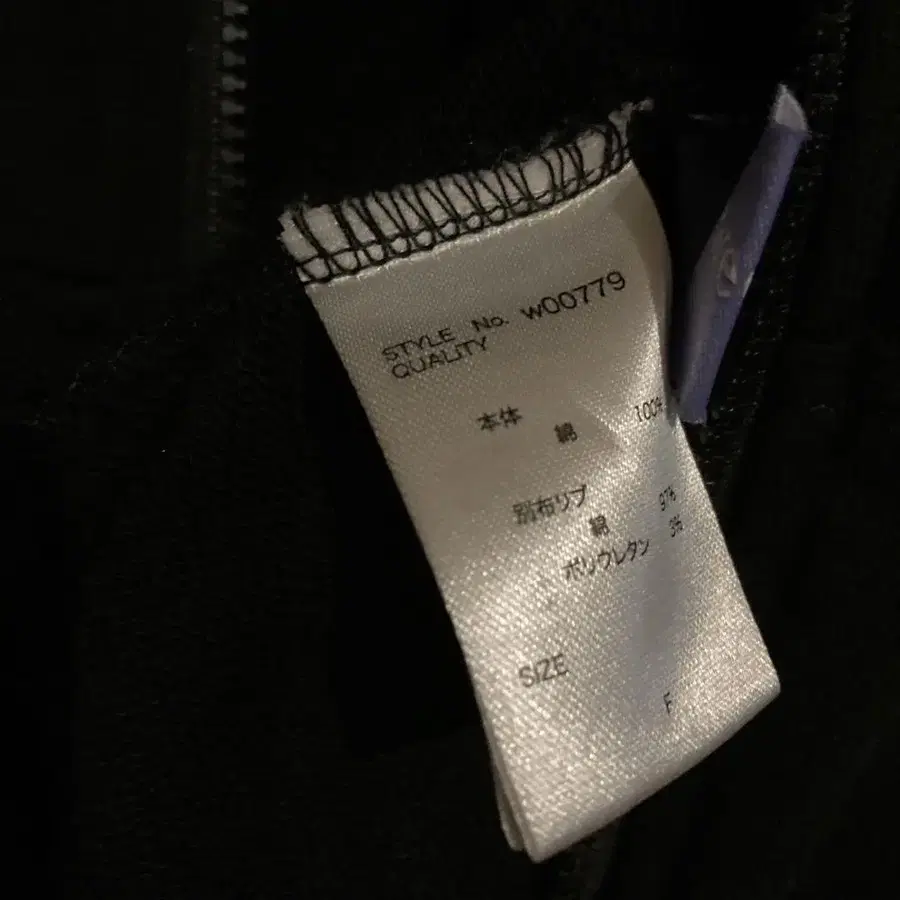 STYLE No. W00779
QUALITY
本体
綿 100%
別布リブ
綿 97%
ポリウレタン 3%
SIZE
F